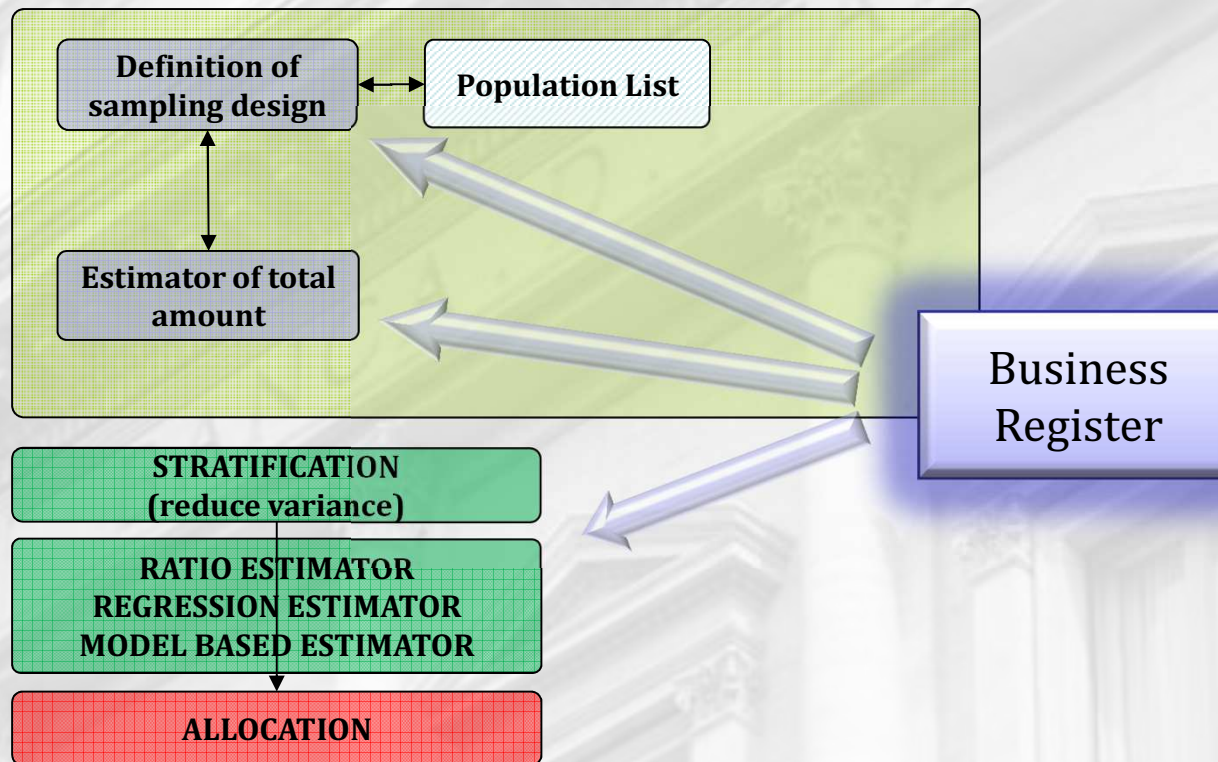 Definition of
sampling design
Population List
Estimator of total
amount
Business
Register
STRATIFICATION
(reduce variance)
RATIO ESTIMATOR
REGRESSION ESTIMATOR
MODEL BASED ESTIMATOR
ALLOCATION